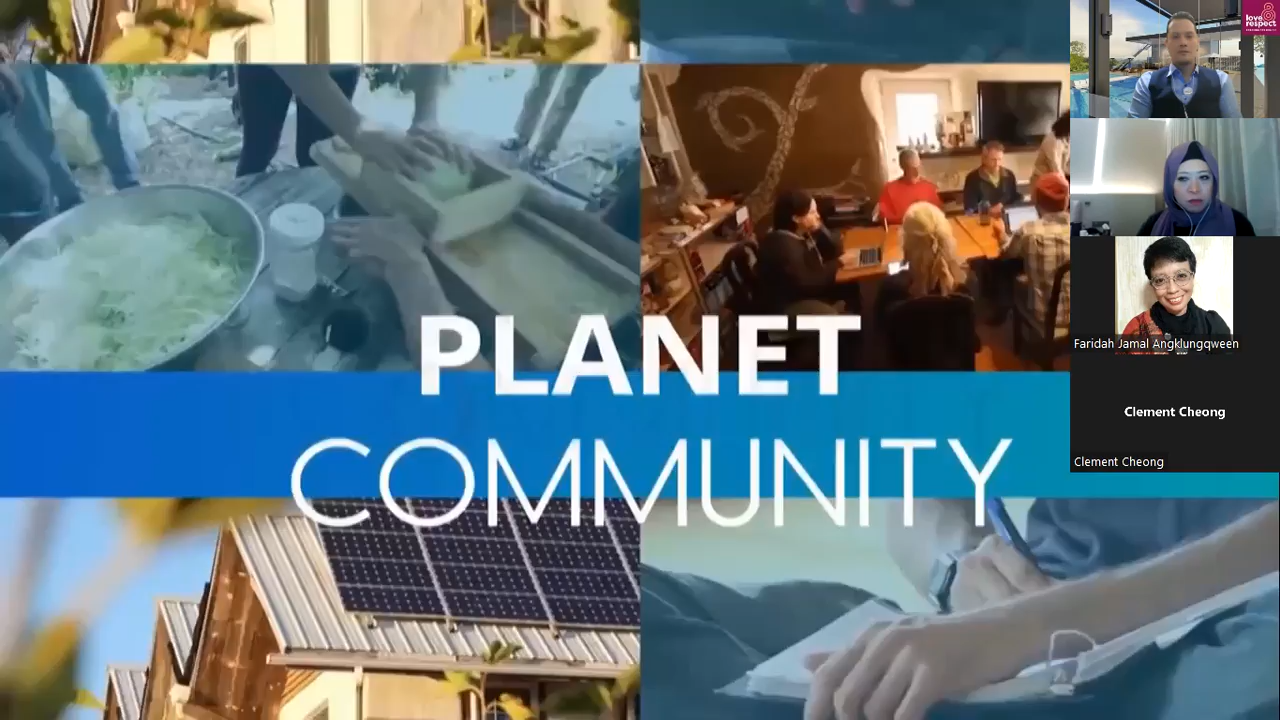 PLANET
COMMUNITY
love
respect
Faridah Jamal Angklungqween
Clement Cheong
Clement Cheong